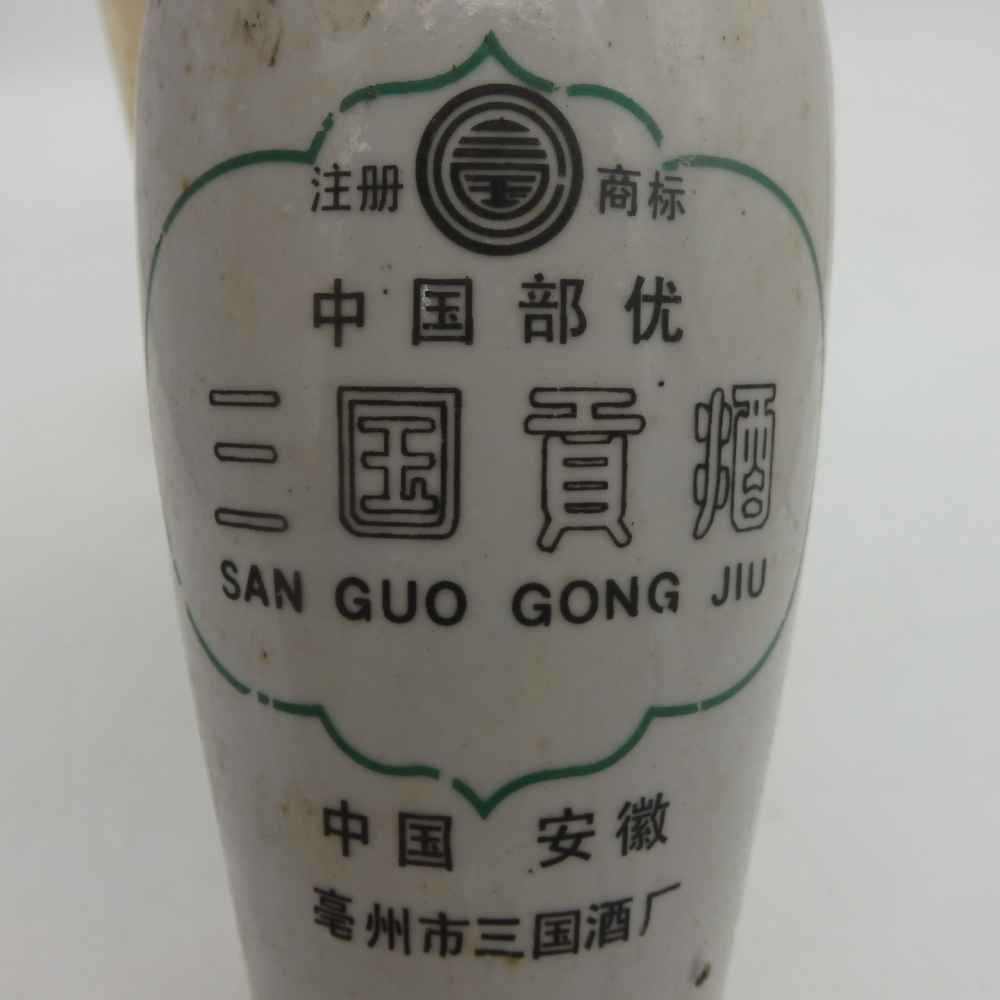 注册 商标
中国部优
三国贡酒
SAN GUO GONG JIU
中国 安徽
亳州市三国酒厂